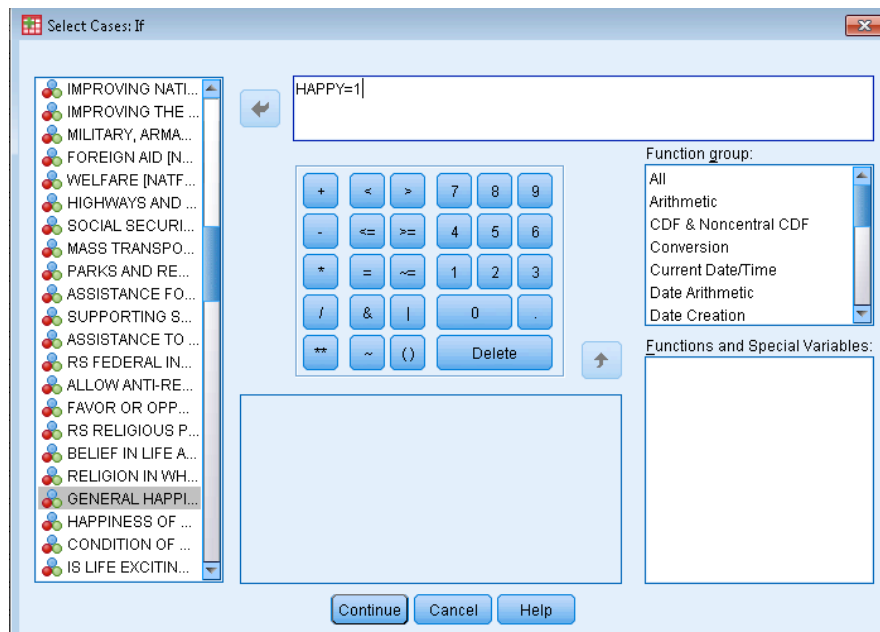 Select Cases: If
IMPROVING NATI...
IMPROVING THE ...
MILITARY, ARMA...
FOREIGN AID [N...
WELFARE [NATF...
HIGHWAYS AND ...
SOCIAL SECURI...
MASS TRANSPO...
PARKS AND RE...
ASSISTANCE FO...
SUPPORTING S...
ASSISTANCE TO ...
RS FEDERAL IN...
ALLOW ANTI-RE...
FAVOR OR OPP...
RS RELIGIOUS P...
BELIEF IN LIFE A...
RELIGION IN WH...
GENERAL HAPPI...
HAPPINESS OF ...
CONDITION OF ...
IS LIFE EXCITIN...
HAPPY=1
+ < > 7 8 9
- <= >= 4 5 6
* = ~= 1 2 3
/ & | 0 .
** ~ () Delete
Function group:
All
Arithmetic
CDF & Noncentral CDF
Conversion
Current Date/Time
Date Arithmetic
Date Creation
Functions and Special Variables:
Continue Cancel Help